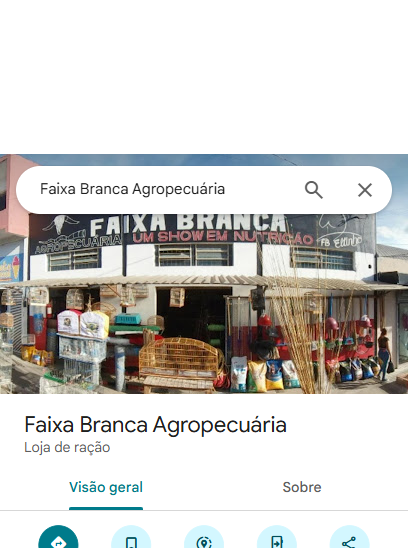 Faixa Branca Agropecuária
FAIXA BRANCA
AGROPECUÁRIA UM SHOW EM NUTRIÇÃO
Faixa Branca Agropecuária
Loja de ração
Visão geral
Sobre